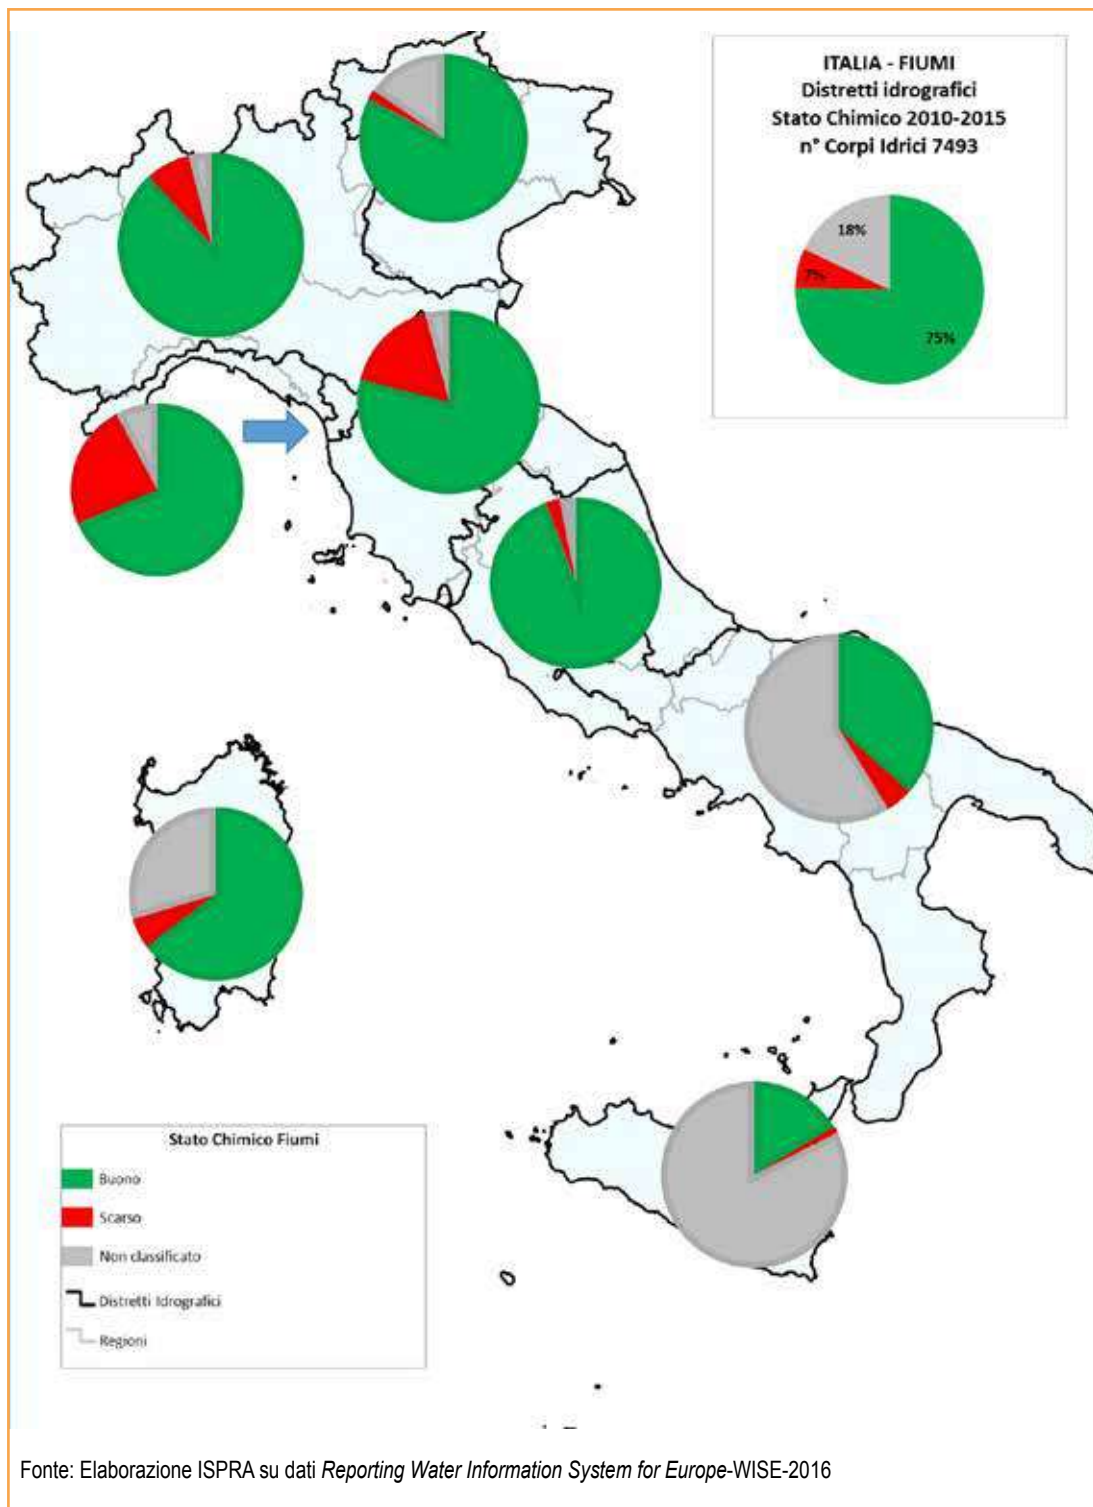 ITALIA - FIUMI
Distretti idrografici
Stato Chimico 2010-2015
n° Corpi Idrici 7493
18%
7%
75%
Stato Chimico Fiumi
Buono
Scarso
Non classificato
Distretti Idrografici
Regioni
Fonte: Elaborazione ISPRA su dati Reporting Water Information System for Europe-WISE-2016